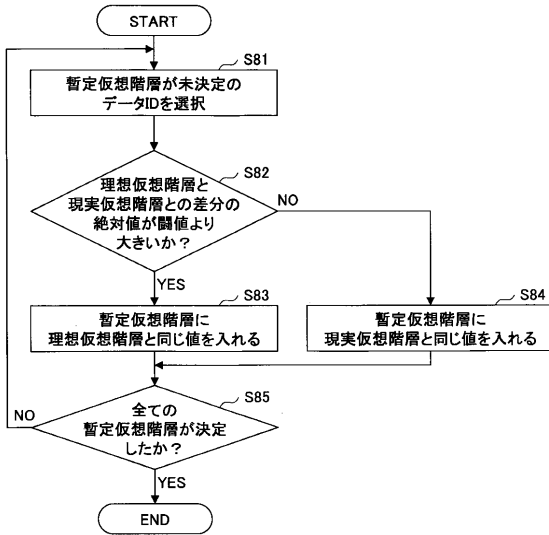 START
S81
暫定仮想階層が未決定の
データIDを選択
S82
理想仮想階層と
現実仮想階層との差分の
絶対値が閾値より
大きいか?
NO
YES
S83
暫定仮想階層に
理想仮想階層と同じ値を入れる
S84
暫定仮想階層に
現実仮想階層と同じ値を入れる
S85
全ての
暫定仮想階層が決定
したか?
NO
YES
END